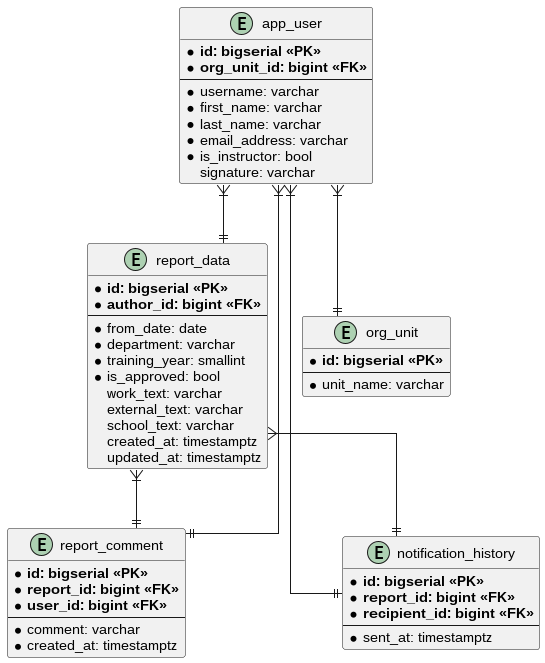 E app_user
id: bigserial «PK»
org_unit_id: bigint «FK»
username: varchar
first_name: varchar
last_name: varchar
email_address: varchar
is_instructor: bool
signature: varchar
E report_data
id: bigserial «PK»
author_id: bigint «FK»
from_date: date
department: varchar
training_year: smallint
is_approved: bool
work_text: varchar
external_text: varchar
school_text: varchar
created_at: timestamptz
updated_at: timestamptz
E org_unit
id: bigserial «PK»
unit_name: varchar
E report_comment
id: bigserial «PK»
report_id: bigint «FK»
user_id: bigint «FK»
comment: varchar
created_at: timestamptz
E notification_history
id: bigserial «PK»
report_id: bigint «FK»
recipient_id: bigint «FK»
sent_at: timestamptz